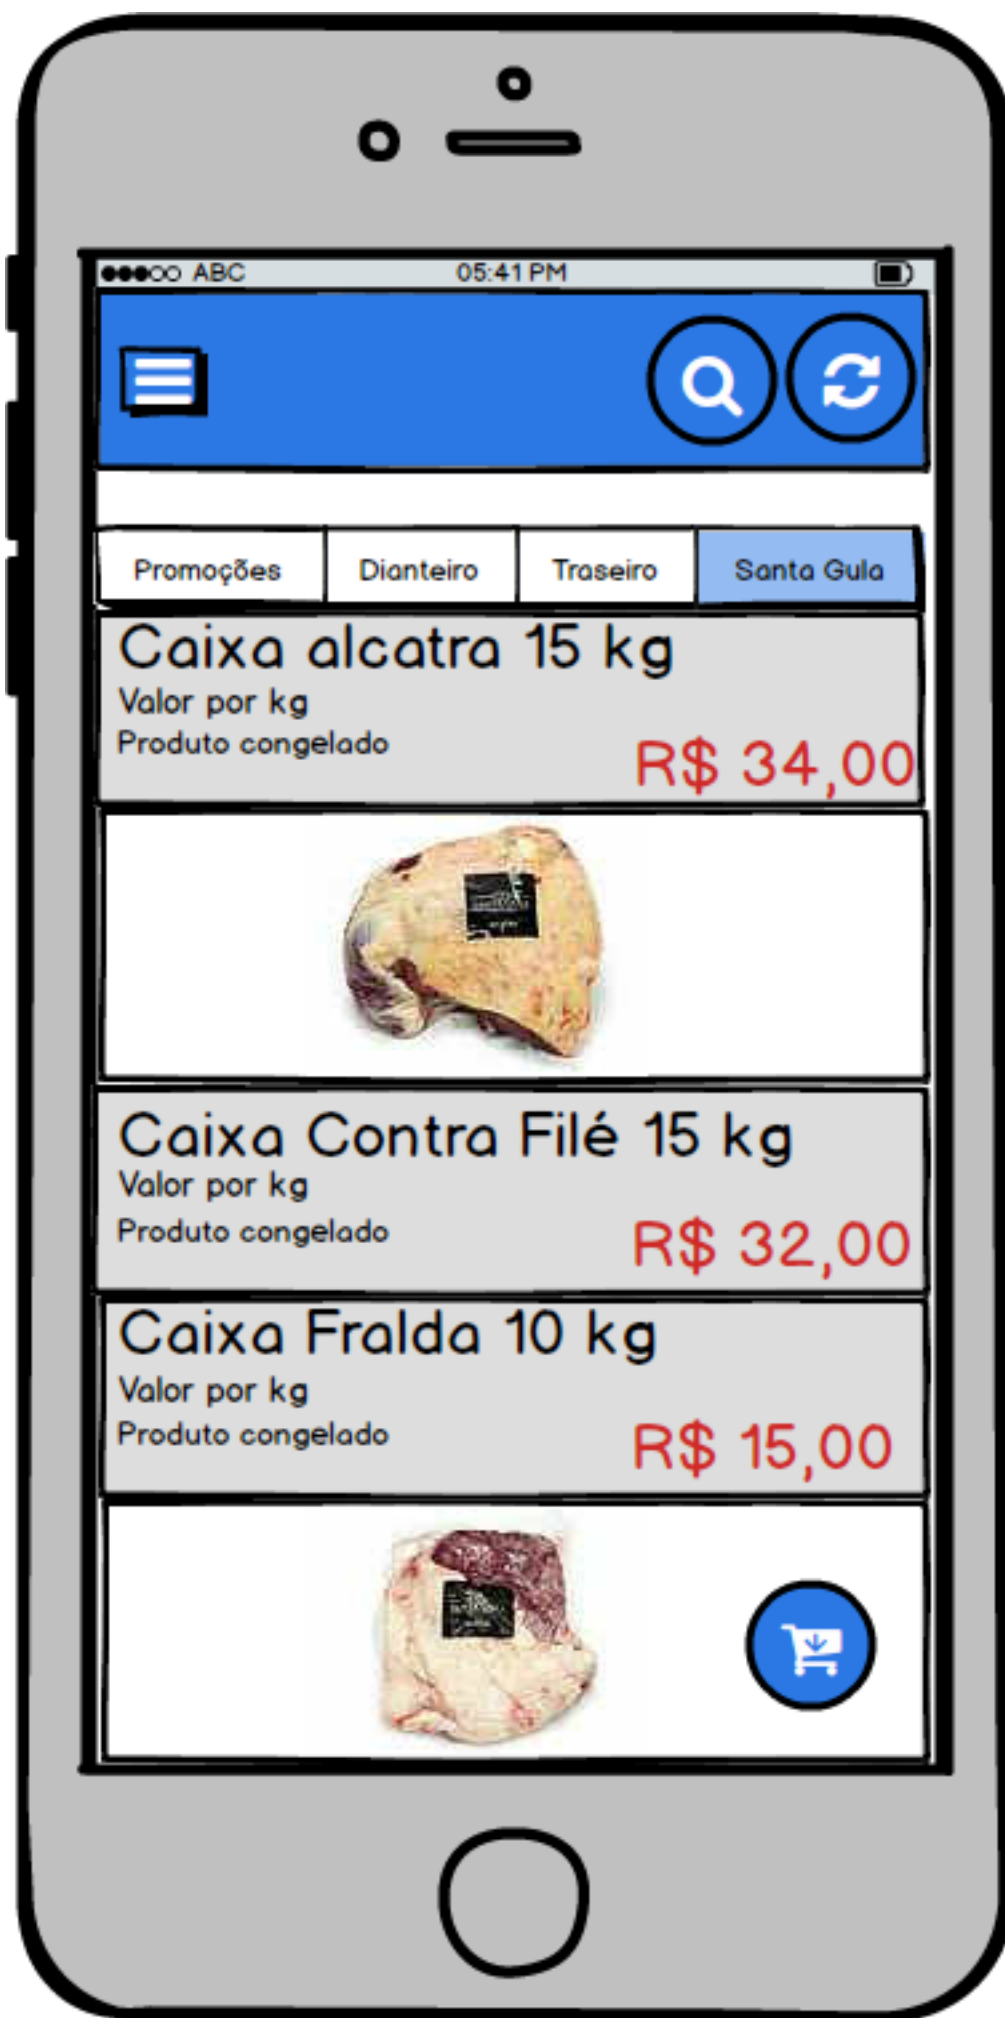 ABC 05:41 PM
Promoções Dianteiro Traseiro Santa Gula
Caixa alcatra 15 kg
Valor por kg
Produto congelado
R$ 34,00
Caixa Contra Filé 15 kg
Valor por kg
Produto congelado
R$ 32,00
Caixa Fralda 10 kg
Valor por kg
Produto congelado
R$ 15,00